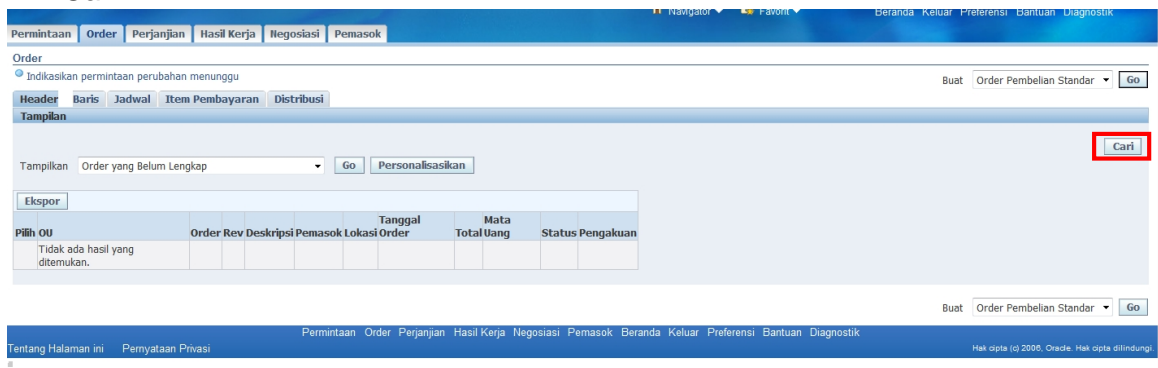 Navigator Favorit Beranda Keluar Preferensi Bantuan Diagnostik
Permintaan Order Perjanjian Hasil Kerja Negosiasi Pemasok
Order
Indikasikan permintaan perubahan menunggu
Buat Order Pembelian Standar Go
Header Baris Jadwal Item Pembayaran Distribusi
Tampilan
Cari
Tampilkan Order yang Belum Lengkap Go Personalisasikan
Ekspor
Pilih OU Order Rev Deskripsi Pemasok Lokasi Tanggal Order Total Mata Uang Status Pengakuan
Tidak ada hasil yang
ditemukan.
Buat Order Pembelian Standar Go
Permintaan Order Perjanjian Hasil Kerja Negosiasi Pemasok Beranda Keluar Preferensi Bantuan Diagnostik
Tentang Halaman ini Pernyataan Privasi
Hak cipta (c) 2006, Oracle. Hak cipta dilindungi.